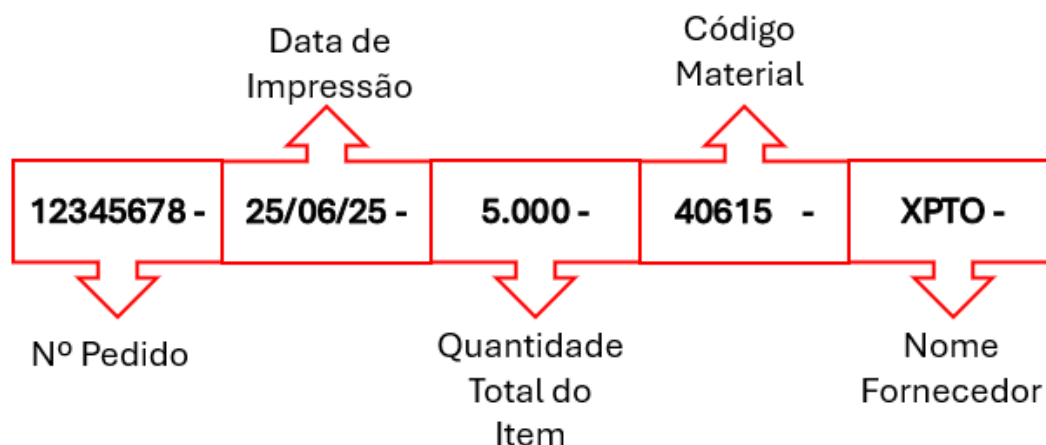 Data de
Impressão
Código
Material
12345678 - 25/06/25 - 5.000 - 40615 - XPTO -
Nº Pedido
Quantidade
Total do
Item
Nome
Fornecedor